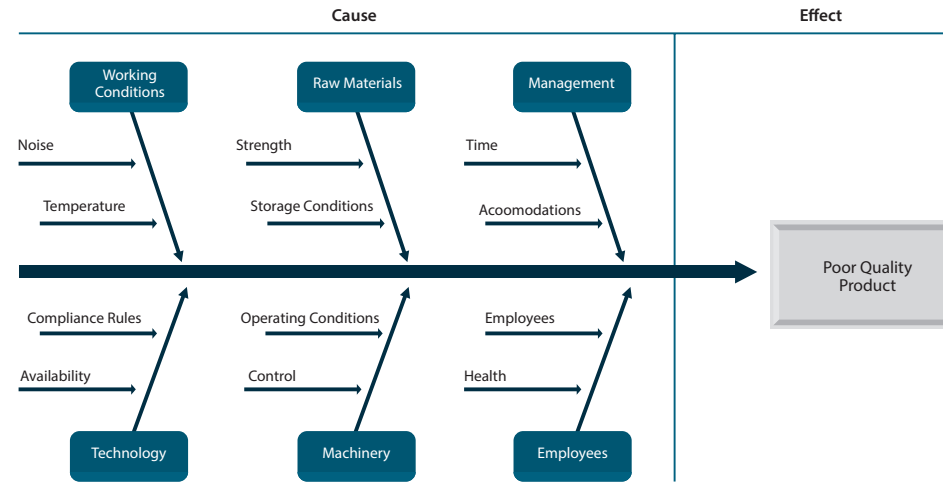 Cause
Effect
Working
Conditions
Raw Materials
Management
Noise
Strength
Time
Temperature
Storage Conditions
Acoomodations
Poor Quality
Product
Compliance Rules
Operating Conditions
Employees
Availability
Control
Health
Technology
Machinery
Employees